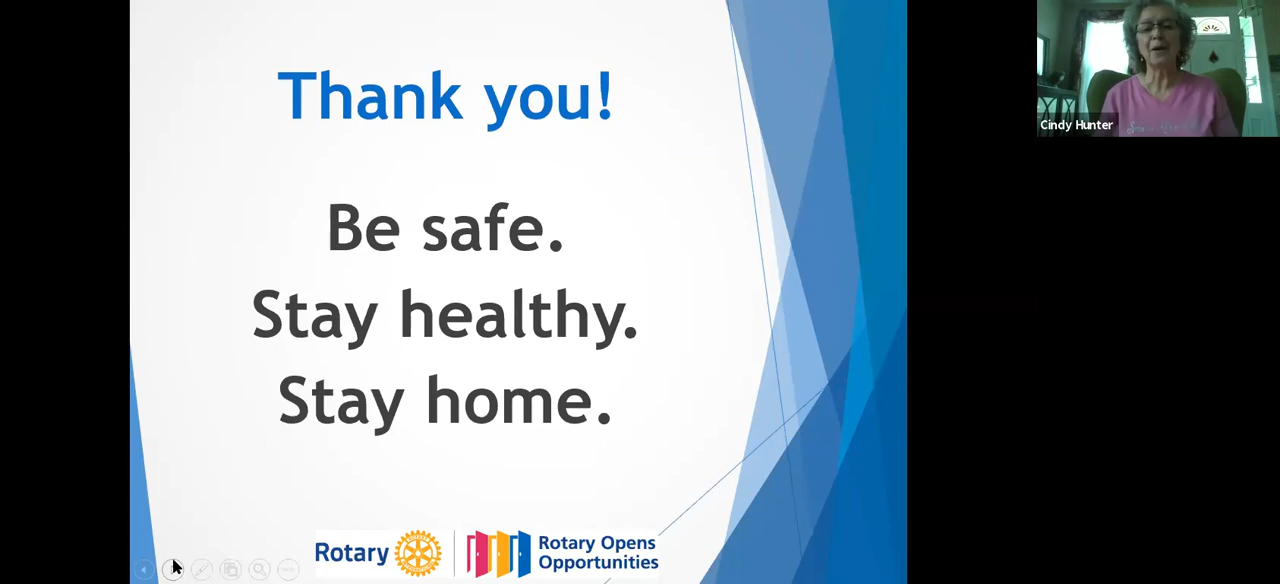 Thank you!
Be safe.
Stay healthy.
Stay home.
Rotary
Rotary Opens
Opportunities
Cindy Hunter